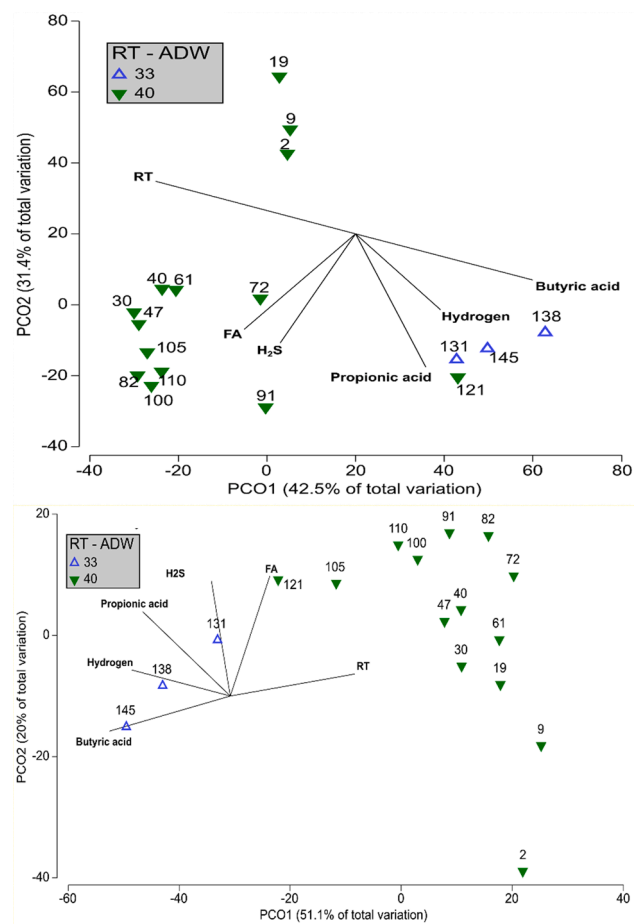 80
60
40
20
0
-20
-40
PCO2 (31.4% of total variation)
RT - ADW
33
40
19
9
2
RT
40 61
30
47
72
105
82
110
100
91
FA
H₂S
Propionic acid
Hydrogen
Butyric acid
138
131
145
121
-40 -20 0 20 40 60 80
PCO1 (42.5% of total variation)
20
0
-20
-40
PCO2 (20% of total variation)
RT - ADW
33
40
H2S
FA
Propionic acid
Hydrogen
Butyric acid
RT
131
138
145
121
105
110
100
91
82
72
40
47
61
30
19
9
2
-60 -40 -20 0 20 40
PCO1 (51.1% of total variation)